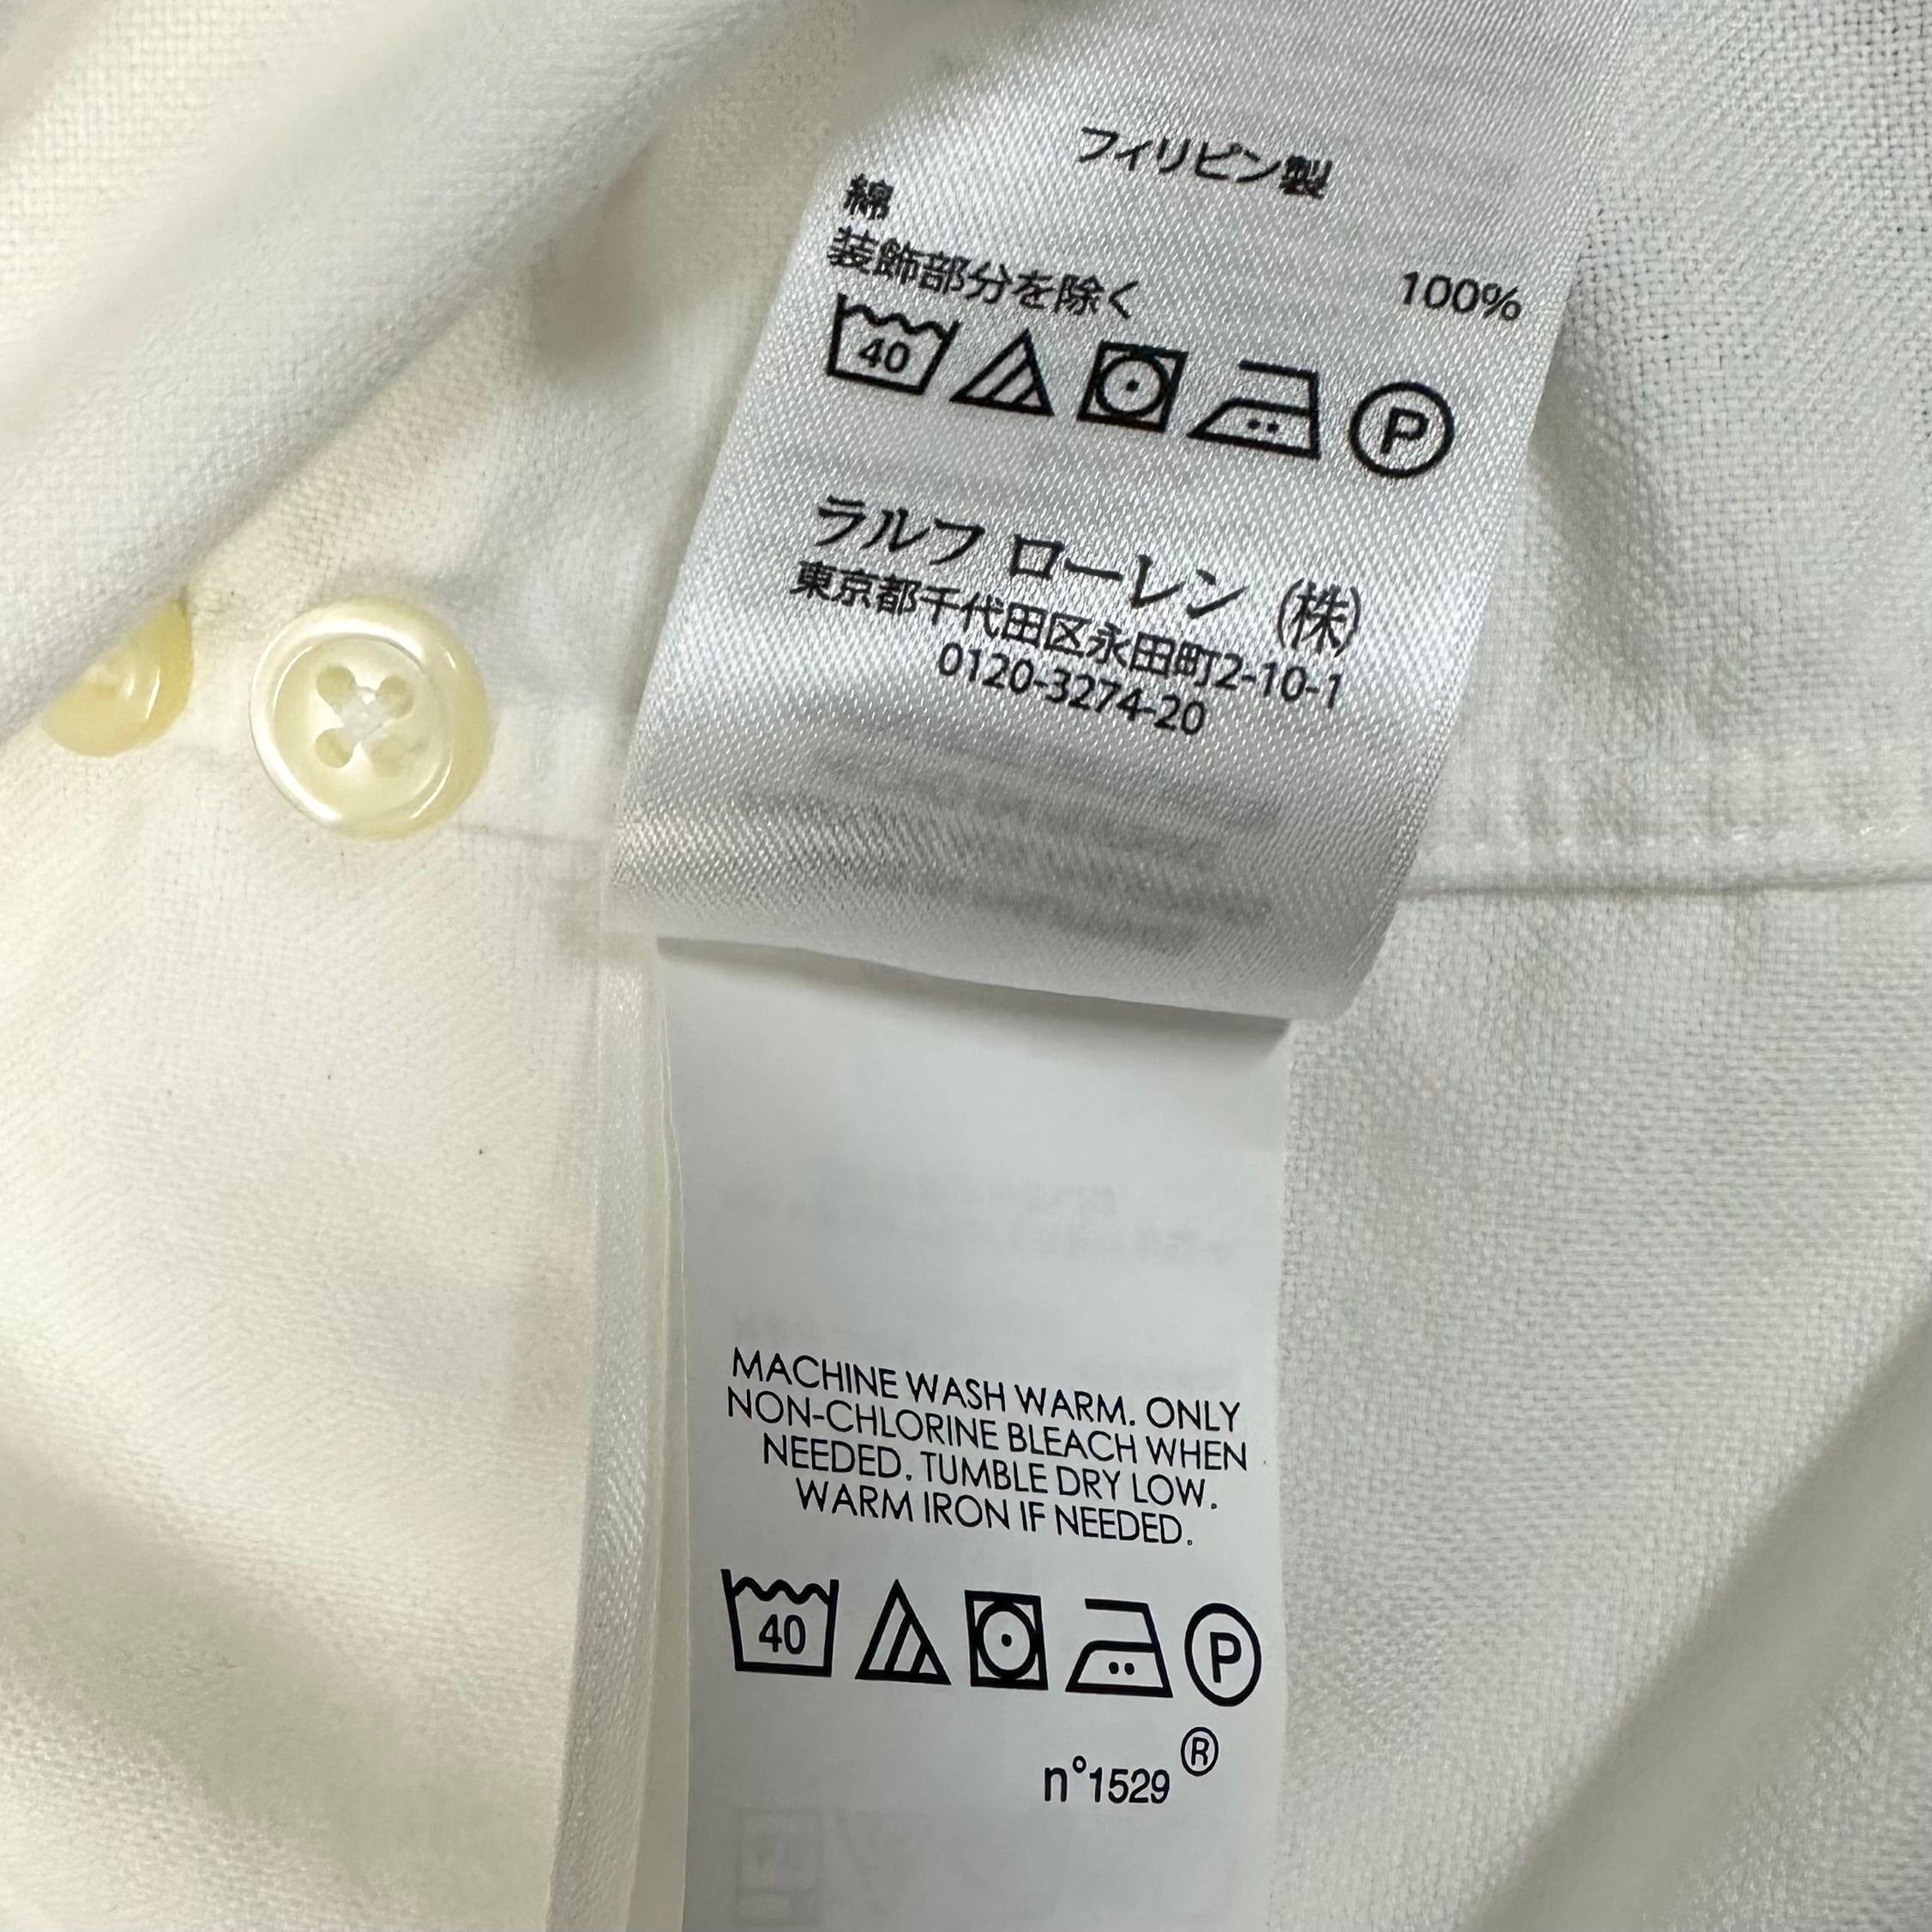 フィリピン製
綿 100%
装飾部分を除く
40 P
ラルフ ローレン (株)
東京都千代田区永田町2-10-1
0120-3274-20
MACHINE WASH WARM. ONLY
NON-CHLORINE BLEACH WHEN
NEEDED. TUMBLE DRY LOW.
WARM IRON IF NEEDED.
40 P
n°1529 ®